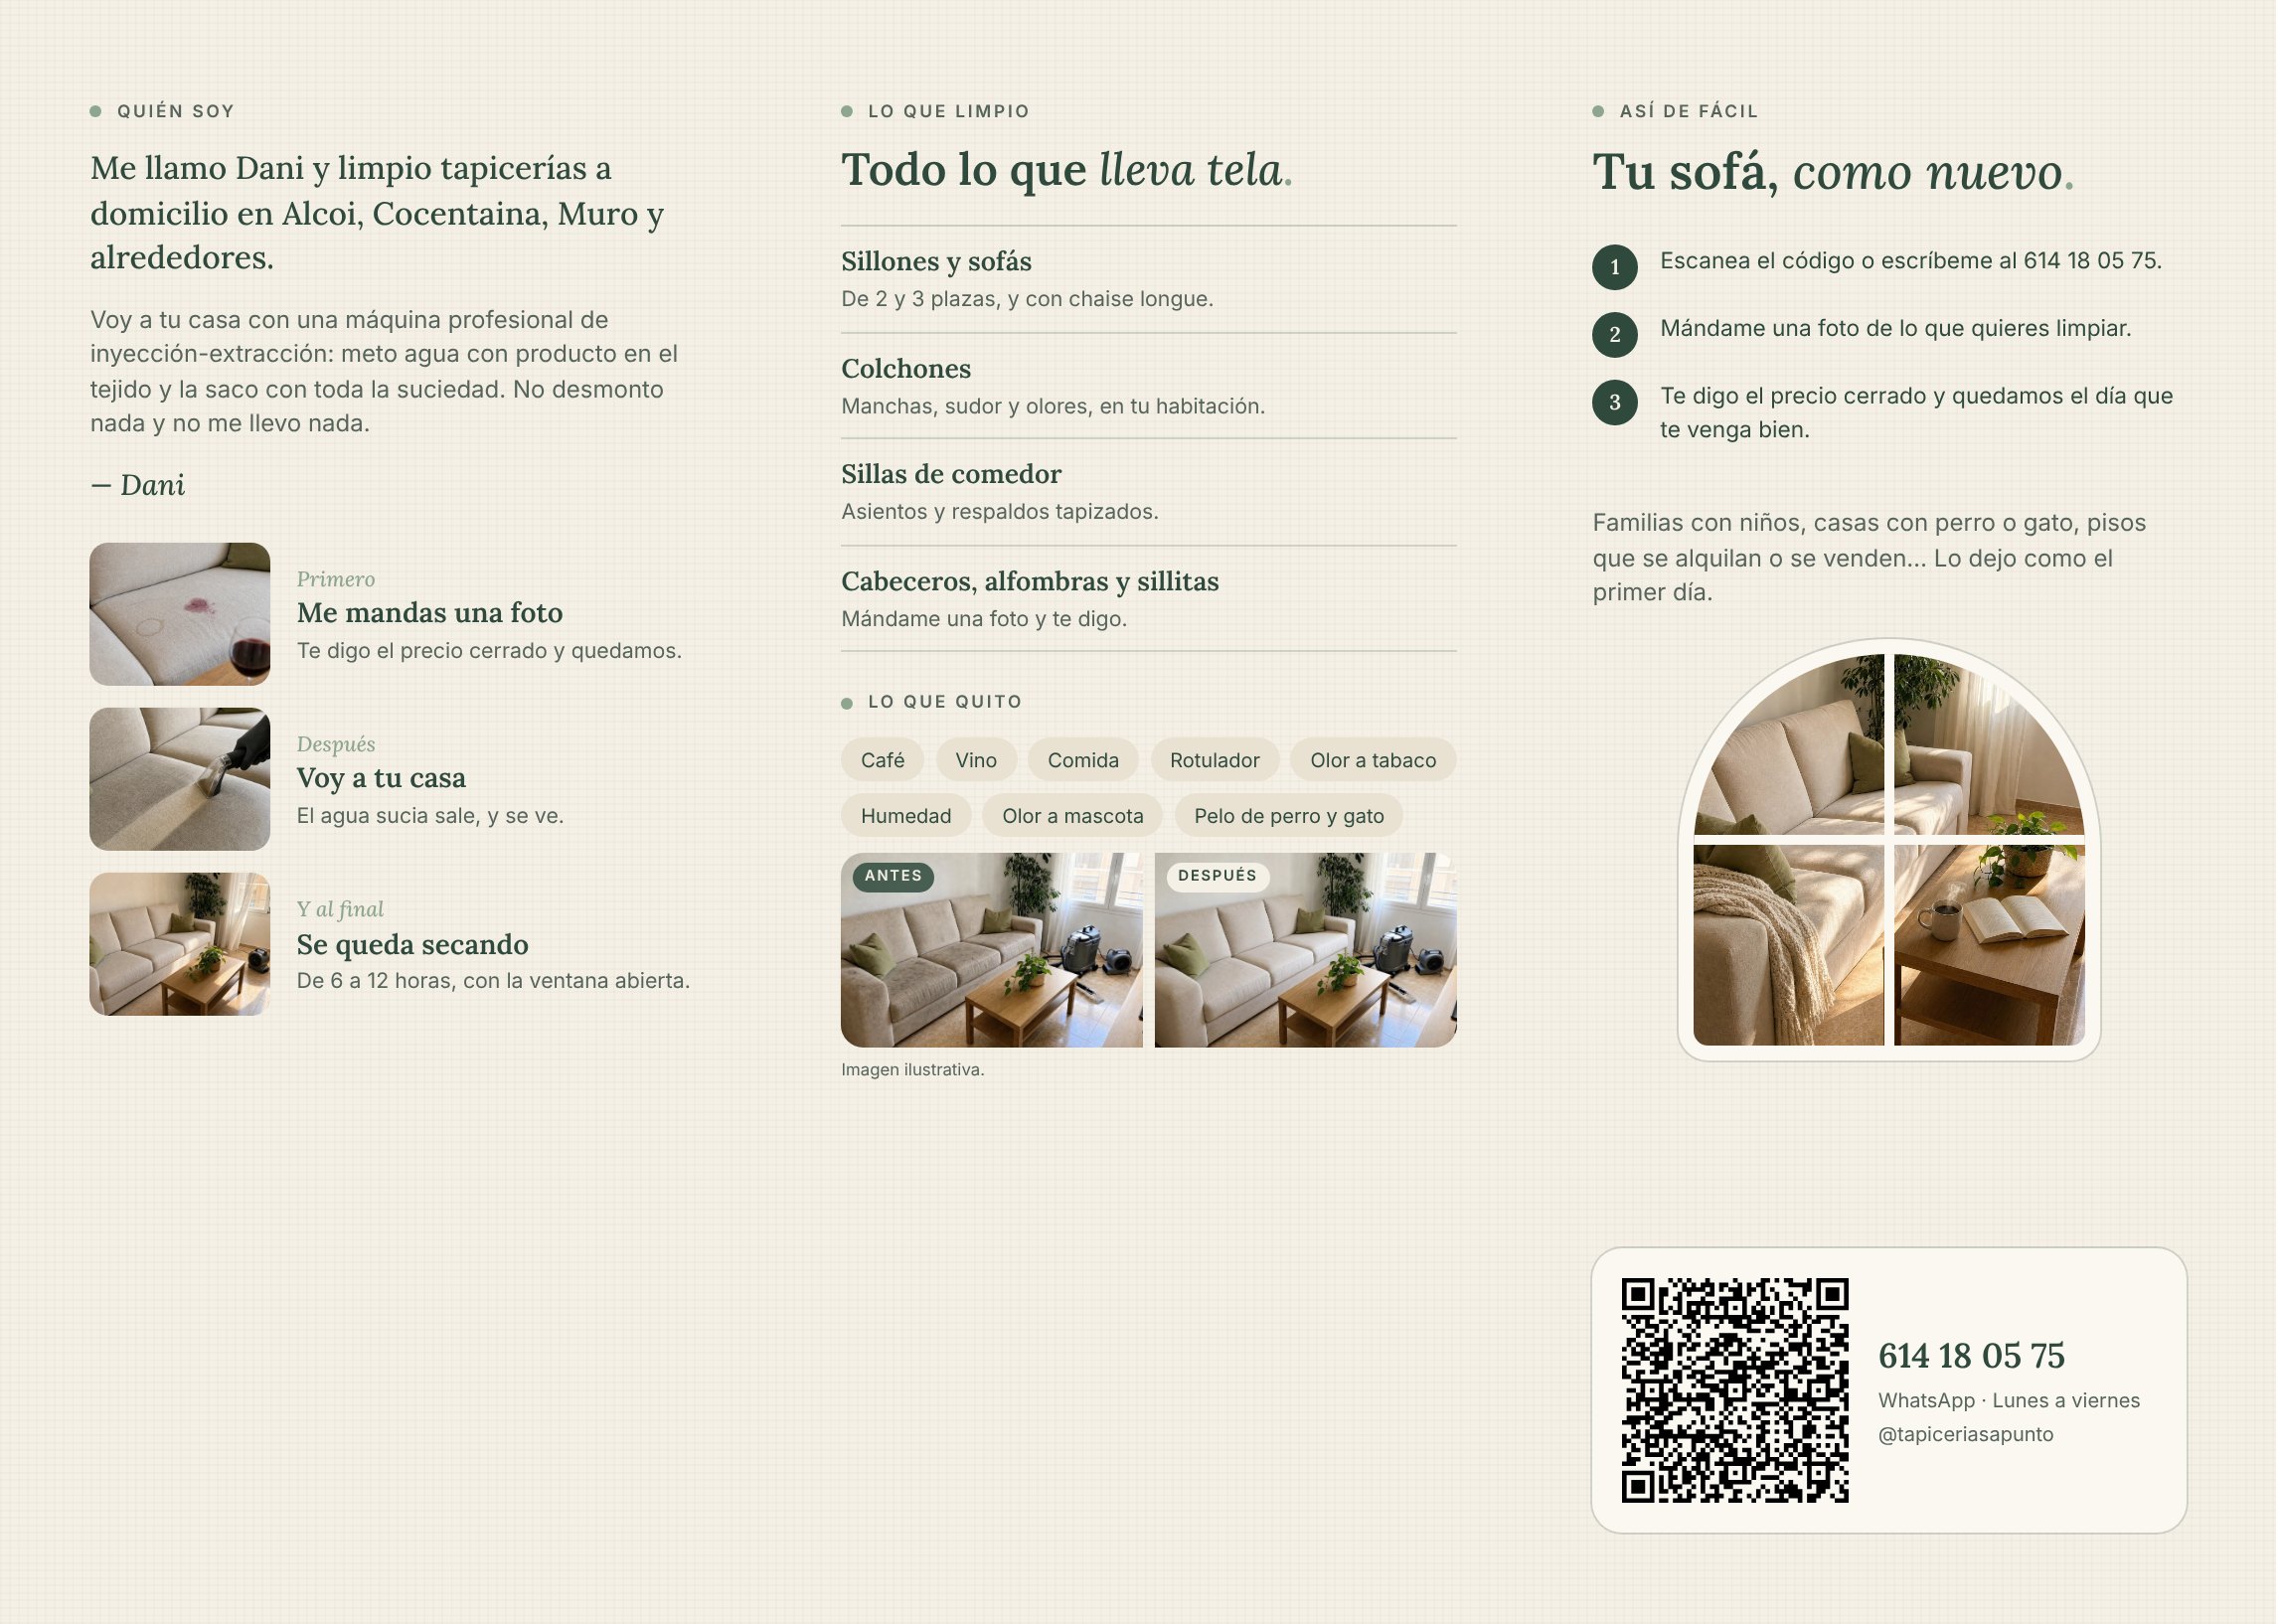 QUIÉN SOY
Me llamo Dani y limpio tapicerías a
domicilio en Alcoi, Cocentaina, Muro y
alrededores.
Voy a tu casa con una máquina profesional de
inyección-extracción: meto agua con producto en el
tejido y la saco con toda la suciedad. No desmonto
nada y no me llevo nada.
— Dani
Primero
Me mandas una foto
Te digo el precio cerrado y quedamos.
Después
Voy a tu casa
El agua sucia sale, y se ve.
Y al final
Se queda secando
De 6 a 12 horas, con la ventana abierta.
LO QUE LIMPIO
Todo lo que lleva tela.
Sillones y sofás
De 2 y 3 plazas, y con chaise longue.
Colchones
Manchas, sudor y olores, en tu habitación.
Sillas de comedor
Asientos y respaldos tapizados.
Cabeceros, alfombras y sillitas
Mándame una foto y te digo.
LO QUE QUITO
Café Vino Comida Rotulador Olor a tabaco
Humedad Olor a mascota Pelo de perro y gato
ANTES DESPUÉS
Imagen ilustrativa.
ASÍ DE FÁCIL
Tu sofá, como nuevo.
1 Escanea el código o escríbeme al 614 18 05 75.
2 Mándame una foto de lo que quieres limpiar.
3 Te digo el precio cerrado y quedamos el día que
te venga bien.
Familias con niños, casas con perro o gato, pisos
que se alquilan o se venden... Lo dejo como el
primer día.
614 18 05 75
WhatsApp · Lunes a viernes
@tapiceriasapunto